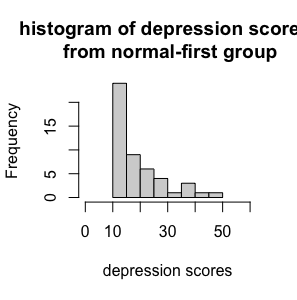 histogram of depression score
from normal-first group
Frequency
15
5
0
0 10 30 50
depression scores